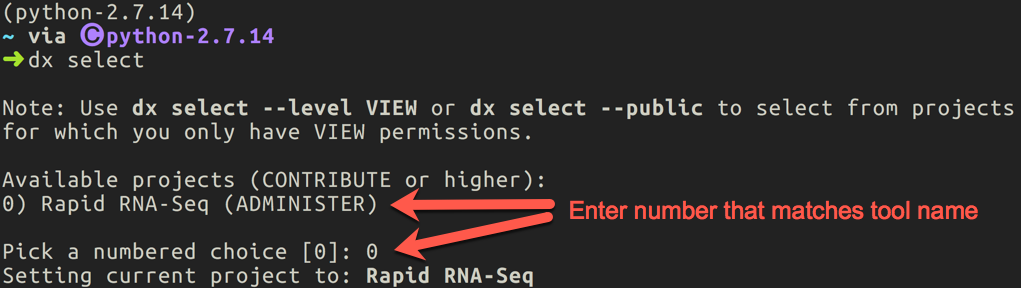 (python-2.7.14)
~ via Ⓒpython-2.7.14
➜dx select
Note: Use dx select --level VIEW or dx select --public to select from projects
for which you only have VIEW permissions.
Available projects (CONTRIBUTE or higher):
0) Rapid RNA-Seq (ADMINISTER)
Enter number that matches tool name
Pick a numbered choice [0]: 0
Setting current project to: Rapid RNA-Seq